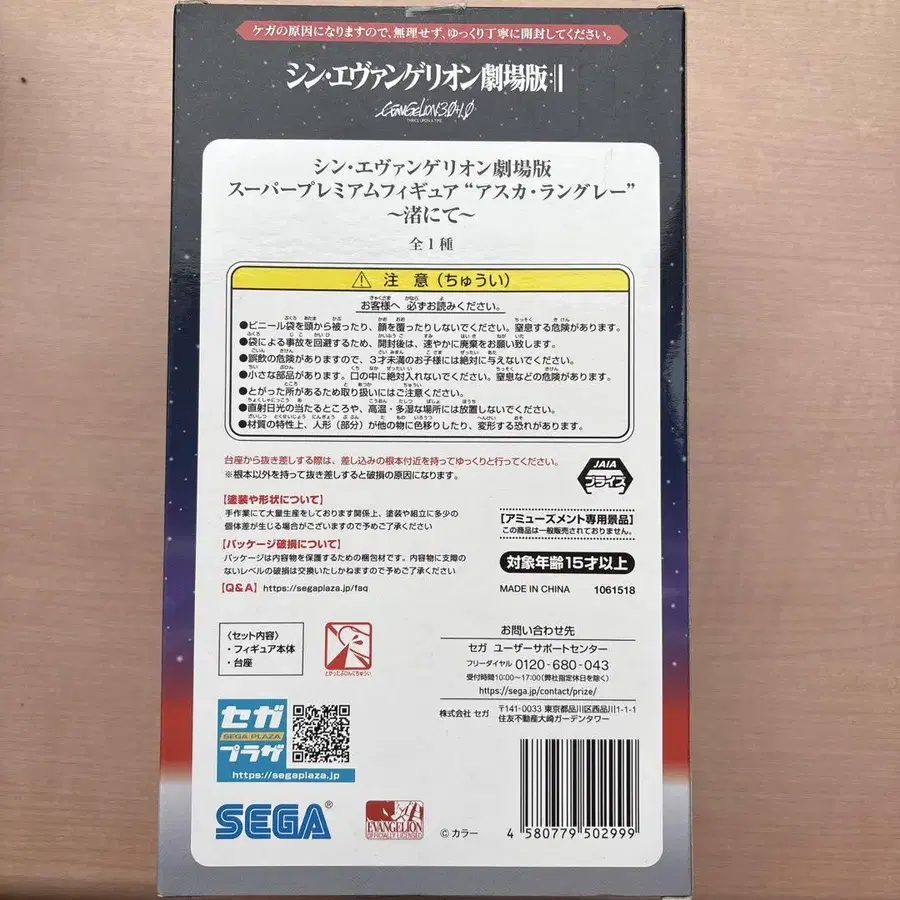 ケガの原因になりますので、無理せず、ゆっくり丁寧に開封してください。
シン・エヴァンゲリオン劇場版:||
EVANGELION:3.0+1.0
THRICE UPON A TIME
シン・エヴァンゲリオン劇場版
スーパープレミアムフィギュア“アスカ・ラングレー”
～渚にて～
全1種
⚠ 注 意（ちゅうい）
お客様へ 必ずお読みください。
●ビニール袋を頭から被ったり、顔を覆ったりしないでください。窒息する危険があります。
●袋による事故を回避するため、開封後は、速やかに廃棄をお願い致します。
●誤飲の危険がありますので、3才未満のお子様には絶対に与えないでください。
●小さな部品があります。口の中に絶対入れないでください。窒息などの危険があります。
●とがった所があるため取り扱いにはご注意ください。
●直射日光の当たるところや、高温・多湿な場所には放置しないでください。
●材質の特性上、人形（部分）が他の物に色移りしたり、変形する恐れがあります。
台座から抜き差しする際は、差し込みの根本付近を持ってゆっくりと行ってください。
※根本以外を持って抜き差しすると破損の原因になります。
【塗装や形状について】
手作業にて大量生産をしております関係上、塗装や組立に多少の
個体差が生じる場合がございますので予めご了承ください
【パッケージ破損について】
パッケージは内容物を保護するための梱包材です。内容物に支障の
ないレベルの破損は交換いたしかねますので予めご了承ください
【Q&A】https://segaplaza.jp/faq
JAIA
プライズ
【アミューズメント専用景品】
この商品は一般販売されておりません。
対象年齢15才以上
MADE IN CHINA 1061518
〈セット内容〉
・フィギュア本体
・台座
とがったぶひんにちゅうい
お問い合わせ先
セガ ユーザーサポートセンター
フリーダイヤル 0120-680-043
受付時間10:00～17:00(弊社指定休日を除く)
https://sega.jp/contact/prize/
株式会社 セガ 〒141-0033 東京都品川区西品川1-1-1
住友不動産大崎ガーデンタワー
セガ
SEGA PLAZA
プラザ
https://segaplaza.jp
SEGA®
EVANGELION
OFFICIALLY LICENSED
© カラー
4 580779 502999